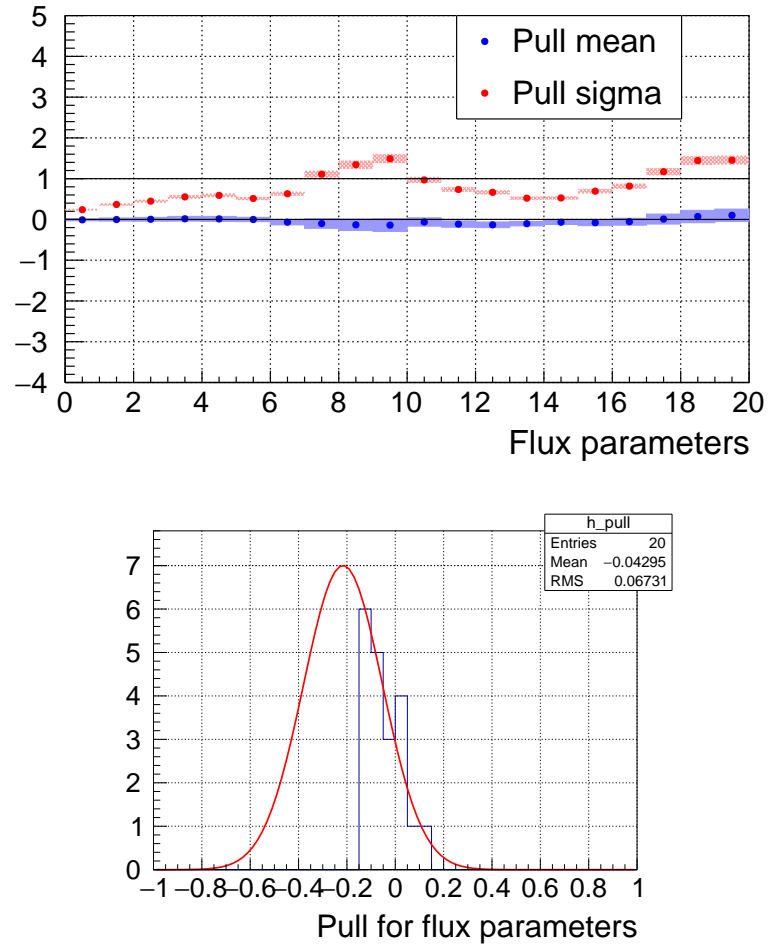 5
4
3
2
1
0
−1
−2
−3
−4
Pull mean
Pull sigma
0 2 4 6 8 10 12 14 16 18 20
Flux parameters
h_pull
Entries 20
Mean −0.04295
RMS 0.06731
7
6
5
4
3
2
1
0
−1 −0.8 −0.6 −0.4 −0.2 0 0.2 0.4 0.6 0.8 1
Pull for flux parameters